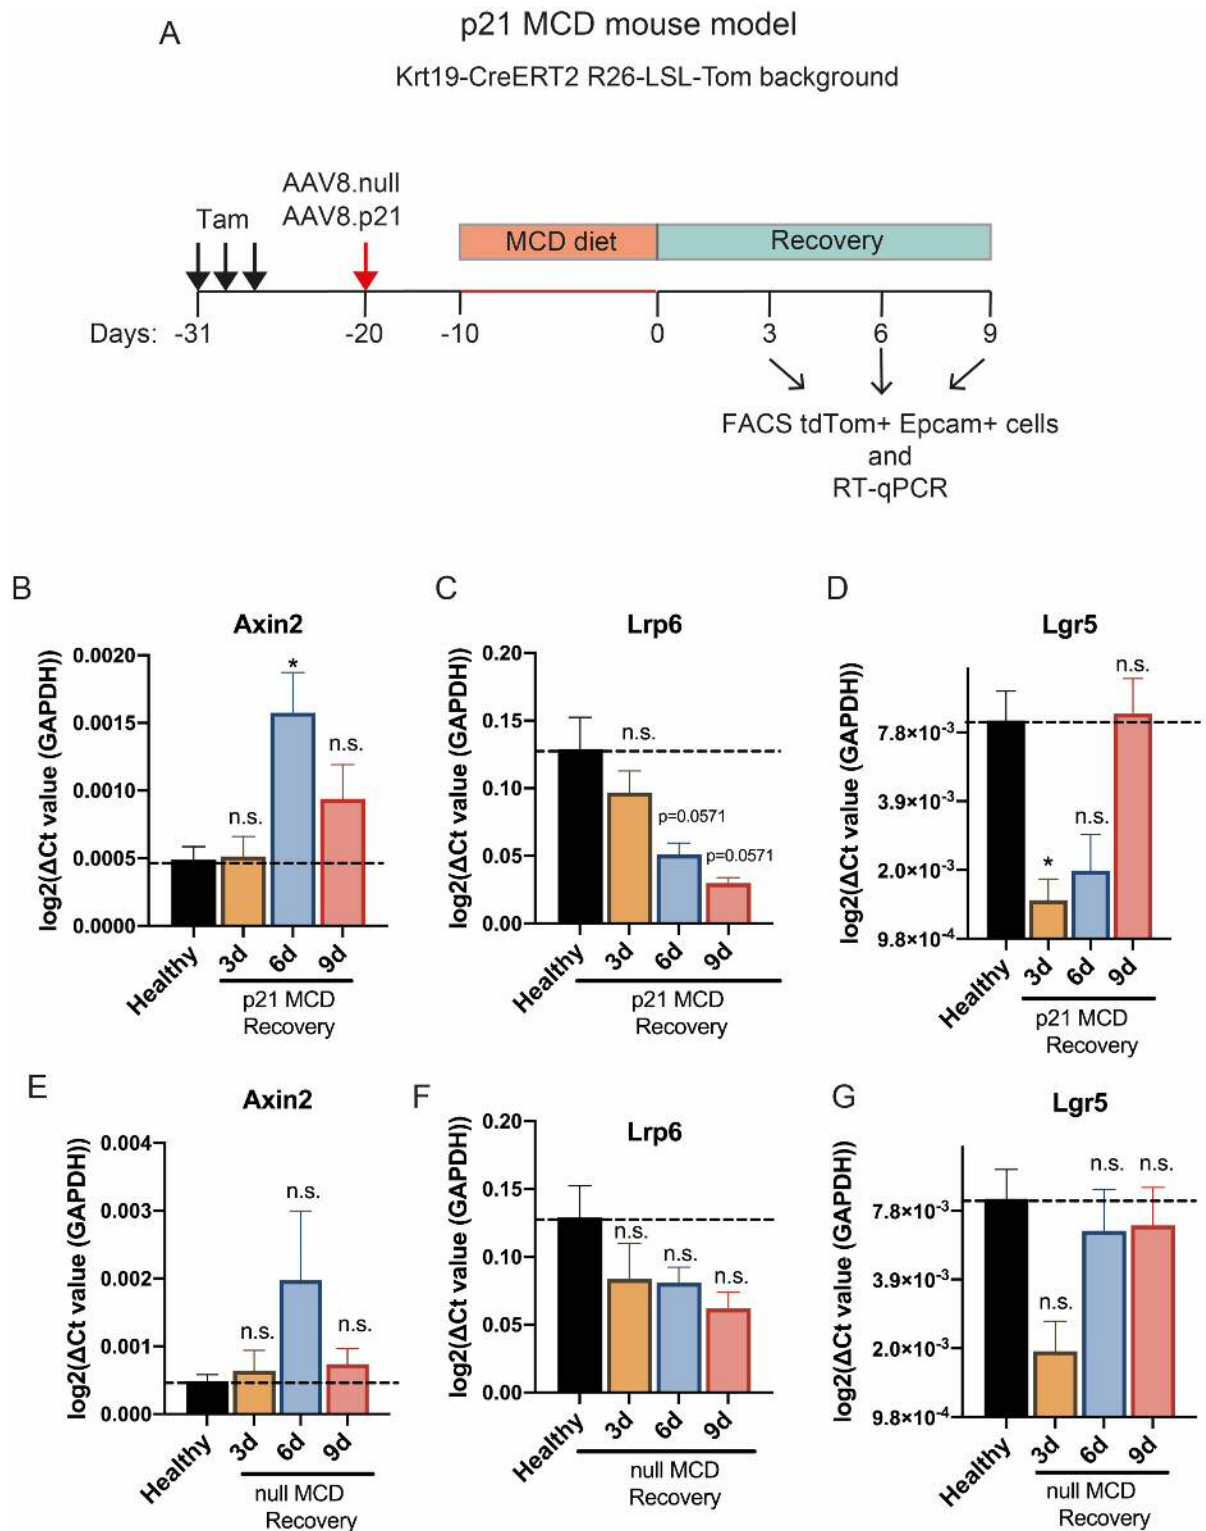 A
p21 MCD mouse model
Krt19-CreERT2 R26-LSL-Tom background
Tam
AAV8.null
AAV8.p21
MCD diet
Recovery
Days: -31 -20 -10 0 3 6 9
FACS tdTom+ Epcam+ cells
and
RT-qPCR
B
Axin2
log2(ΔCt value (GAPDH))
0.0020
0.0015
0.0010
0.0005
0.0000
n.s.
*
n.s.
Healthy 3d 6d 9d
p21 MCD
Recovery
C
Lrp6
log2(ΔCt value (GAPDH))
0.20
0.15
0.10
0.05
0.00
n.s.
p=0.0571
p=0.0571
Healthy 3d 6d 9d
p21 MCD
Recovery
D
Lgr5
log2(ΔCt value (GAPDH))
7.8×10⁻³
3.9×10⁻³
2.0×10⁻³
9.8×10⁻⁴
*
n.s.
n.s.
Healthy 3d 6d 9d
p21 MCD
Recovery
E
Axin2
log2(ΔCt value (GAPDH))
0.004
0.003
0.002
0.001
0.000
n.s.
n.s.
n.s.
Healthy 3d 6d 9d
null MCD
Recovery
F
Lrp6
log2(ΔCt value (GAPDH))
0.20
0.15
0.10
0.05
0.00
n.s.
n.s.
n.s.
Healthy 3d 6d 9d
null MCD
Recovery
G
Lgr5
log2(ΔCt value (GAPDH))
7.8×10⁻³
3.9×10⁻³
2.0×10⁻³
9.8×10⁻⁴
n.s.
n.s.
n.s.
Healthy 3d 6d 9d
null MCD
Recovery